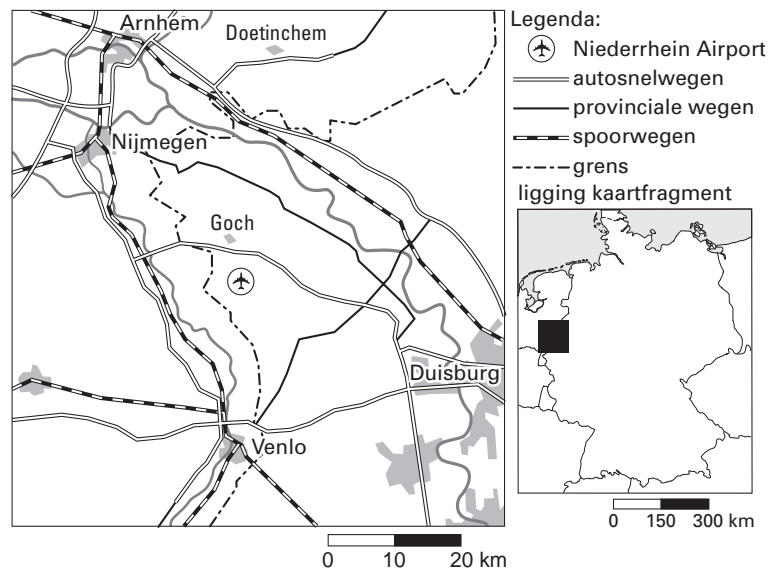 Arnhem
Doetinchem
Nijmegen
Goch
Duisburg
Venlo
0 10 20 km
Legenda:
Niederrhein Airport
autosnelwegen
provinciale wegen
spoorwegen
grens
ligging kaartfragment
0 150 300 km